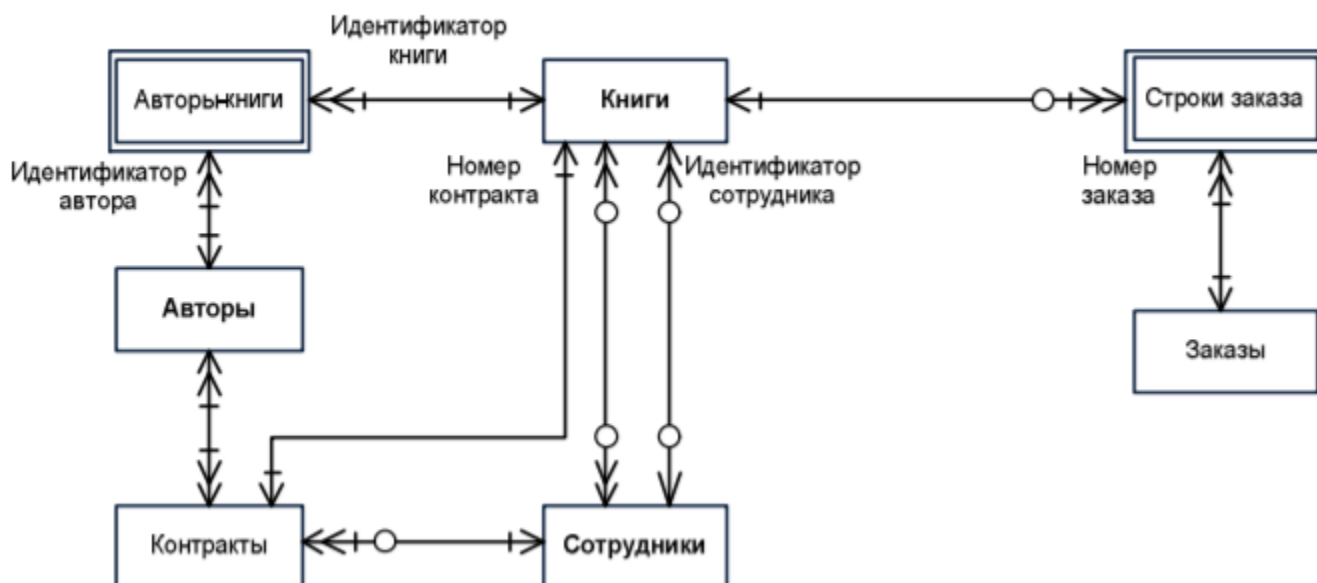 Идентификатор
книги
Авторы-книги
Книги
Строки заказа
Идентификатор
автора
Номер
контракта
Идентификатор
сотрудника
Номер
заказа
Авторы
Заказы
Контракты
Сотрудники